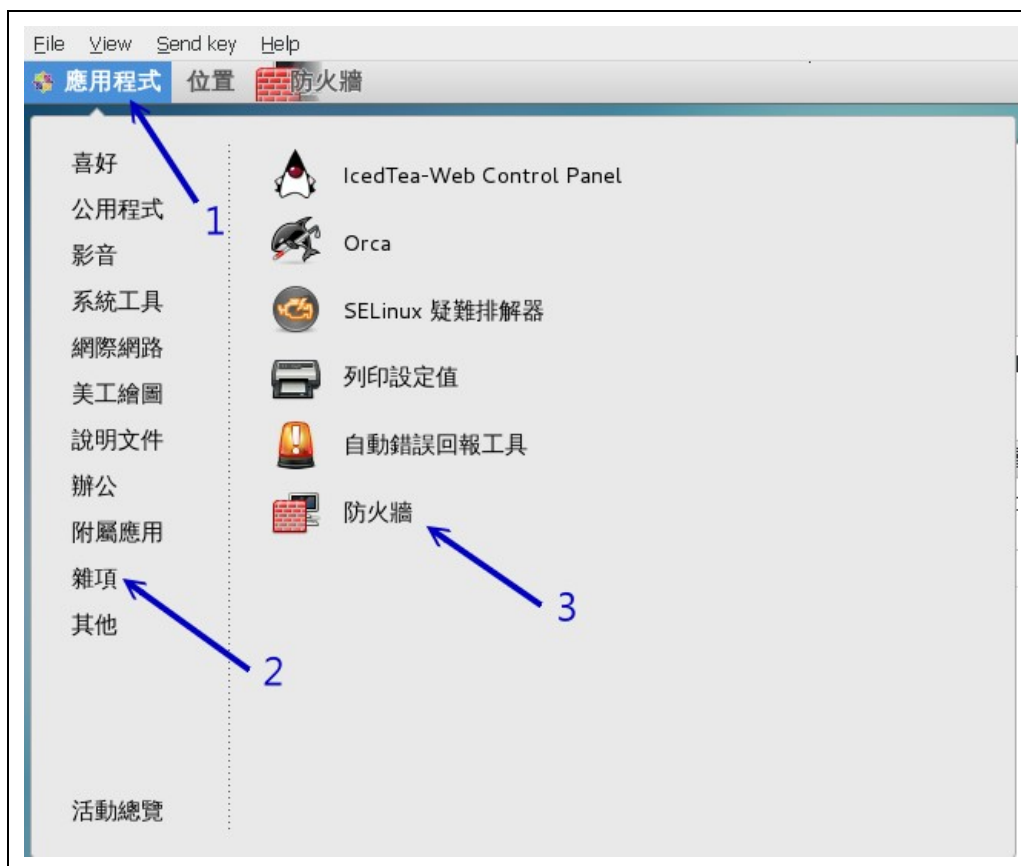 File View Send key Help
應用程式 位置 防火牆
喜好
公用程式
影音
系統工具
網際網路
美工繪圖
說明文件
辦公
附屬應用
雜項
其他
活動總覽
IcedTea-Web Control Panel
Orca
SELinux 疑難排解器
列印設定值
自動錯誤回報工具
防火牆
1
2
3